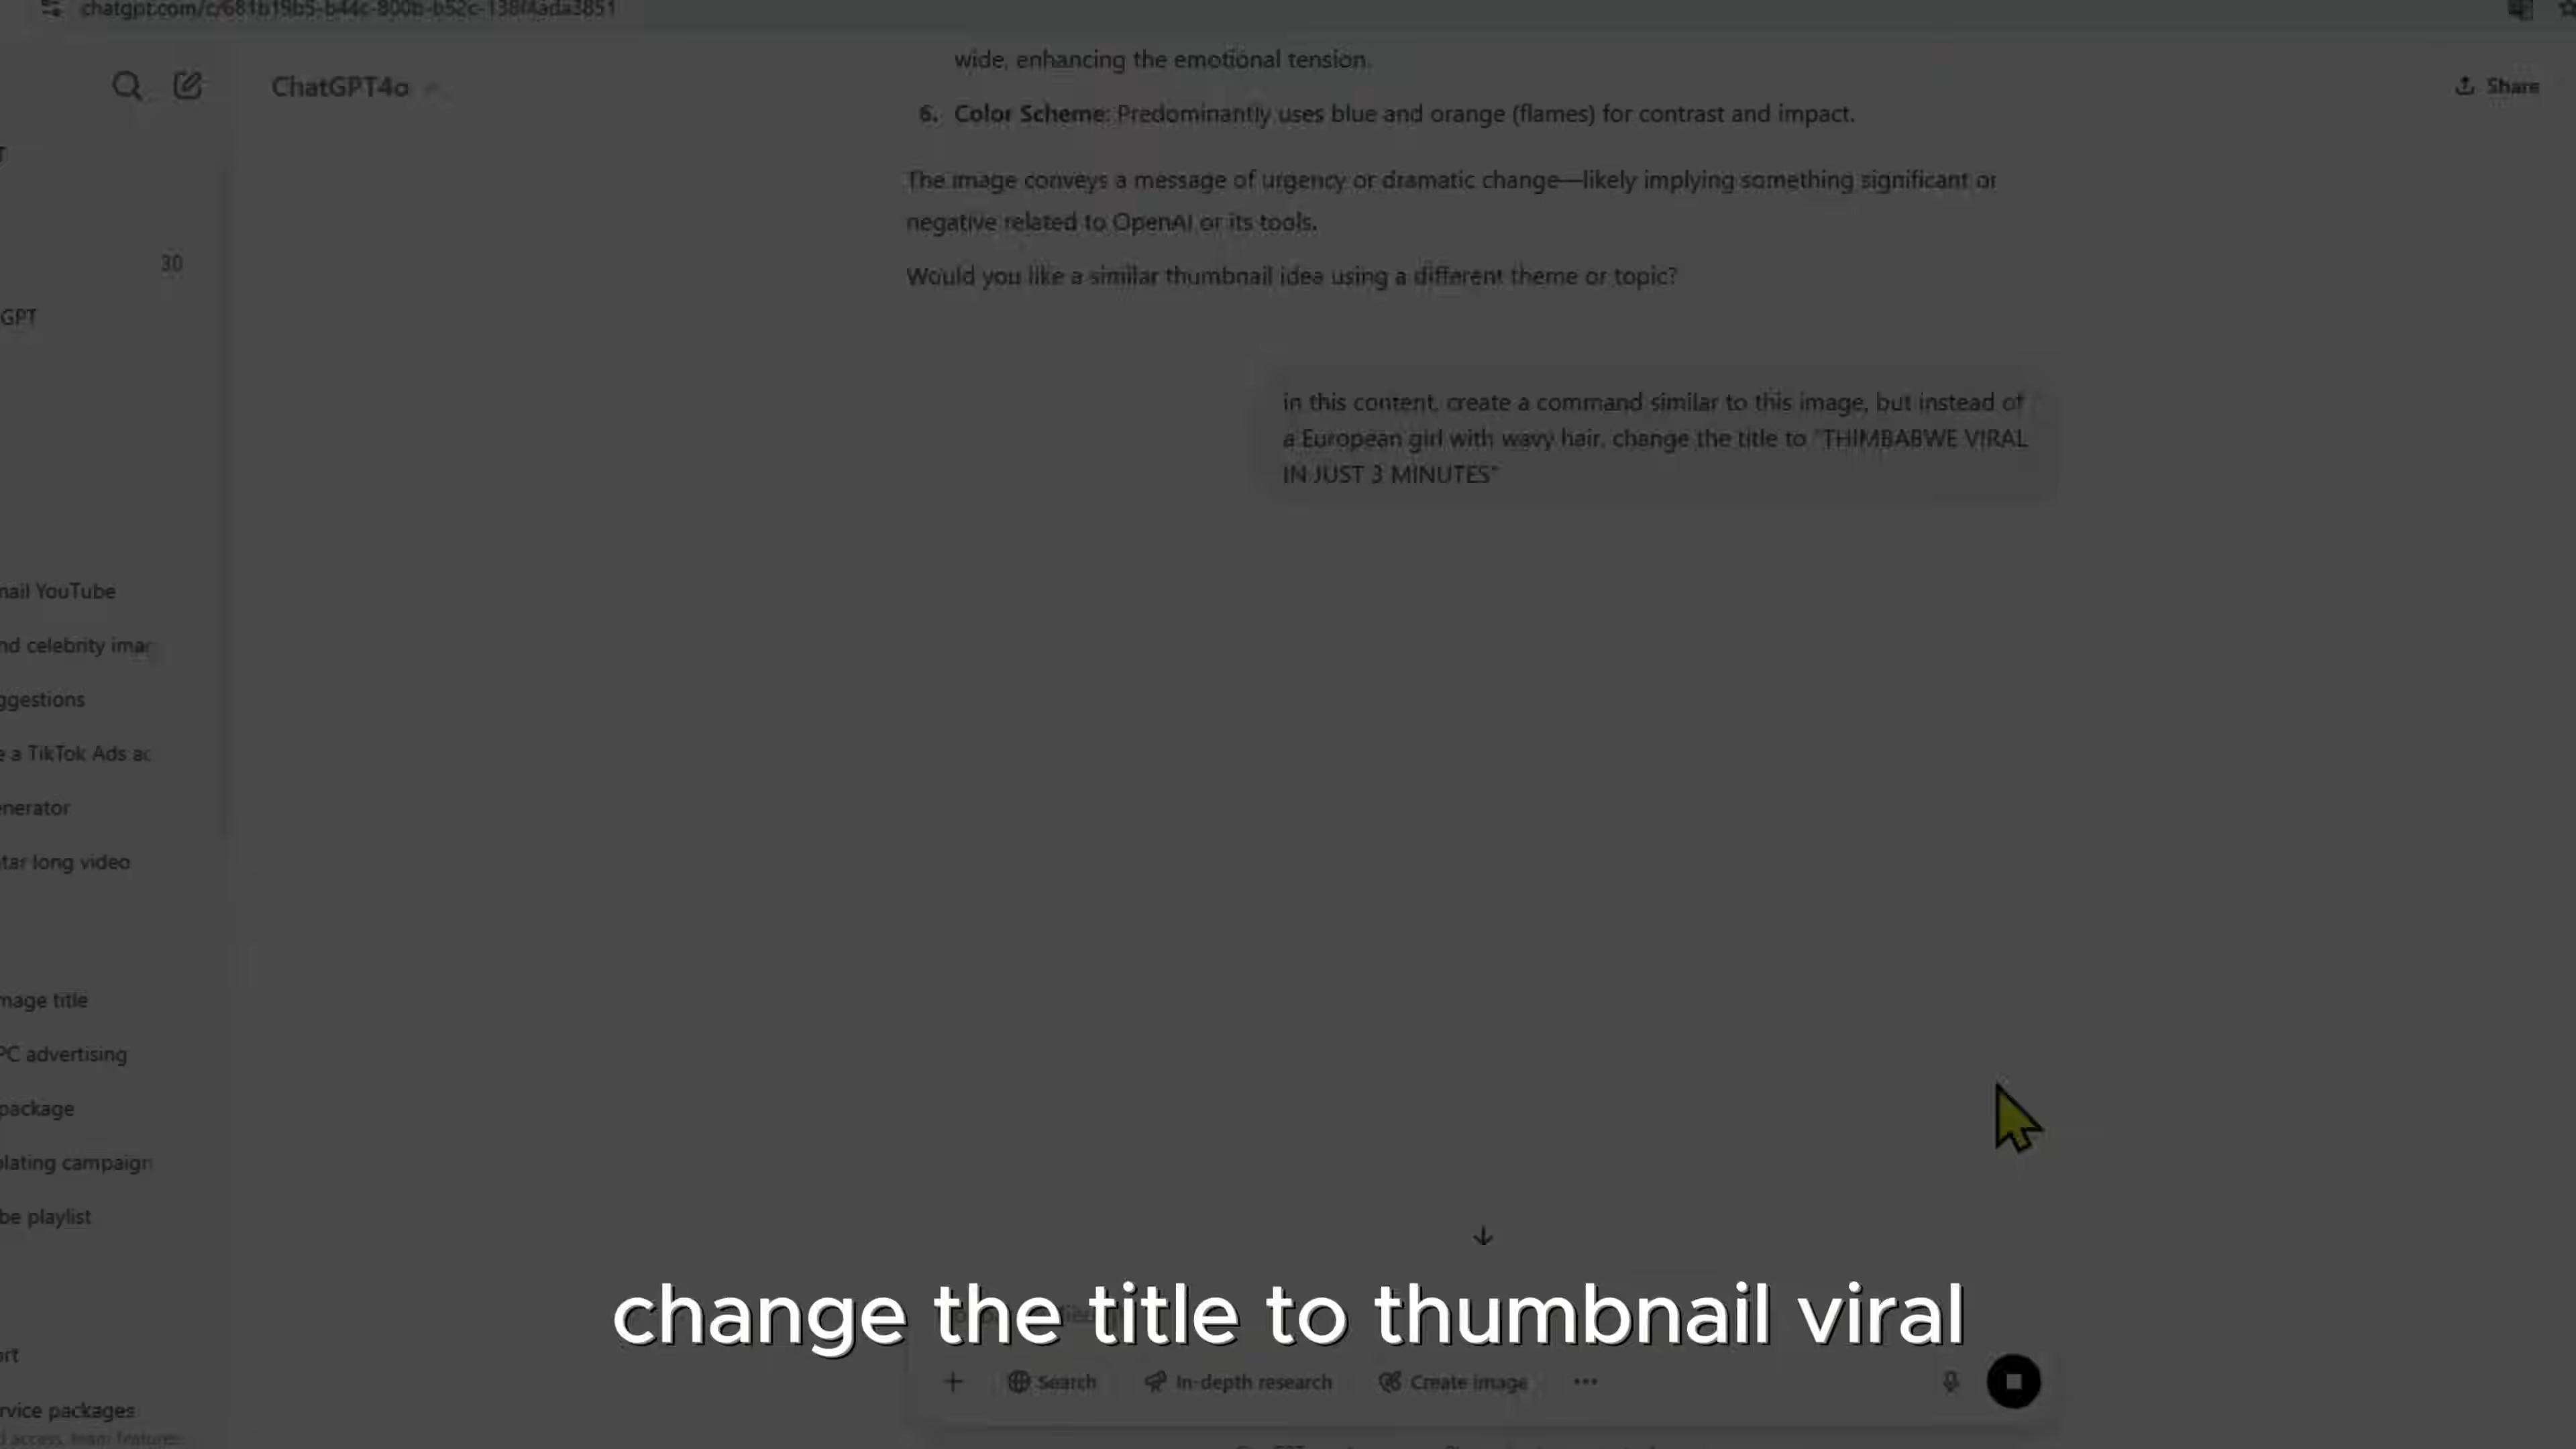 chatgpt.com/c/681b19b5-b44c-800b-b52c-138f4ada3851
ChatGPT4o
Share
30
GPT
nail YouTube
nd celebrity imag
ggestions
e a TikTok Ads ac
enerator
tar long video
mage title
PC advertising
package
plating campaign
be playlist
ort
rvice packages
d access, team features
wide, enhancing the emotional tension.
6. Color Scheme: Predominantly uses blue and orange (flames) for contrast and impact.
The image conveys a message of urgency or dramatic change—likely implying something significant or
negative related to OpenAI or its tools.
Would you like a similar thumbnail idea using a different theme or topic?
in this content, create a command similar to this image, but instead of
a European girl with wavy hair, change the title to "THIMBABWE VIRAL
IN JUST 3 MINUTES"
change the title to thumbnail viral
Search
In-depth research
Create image